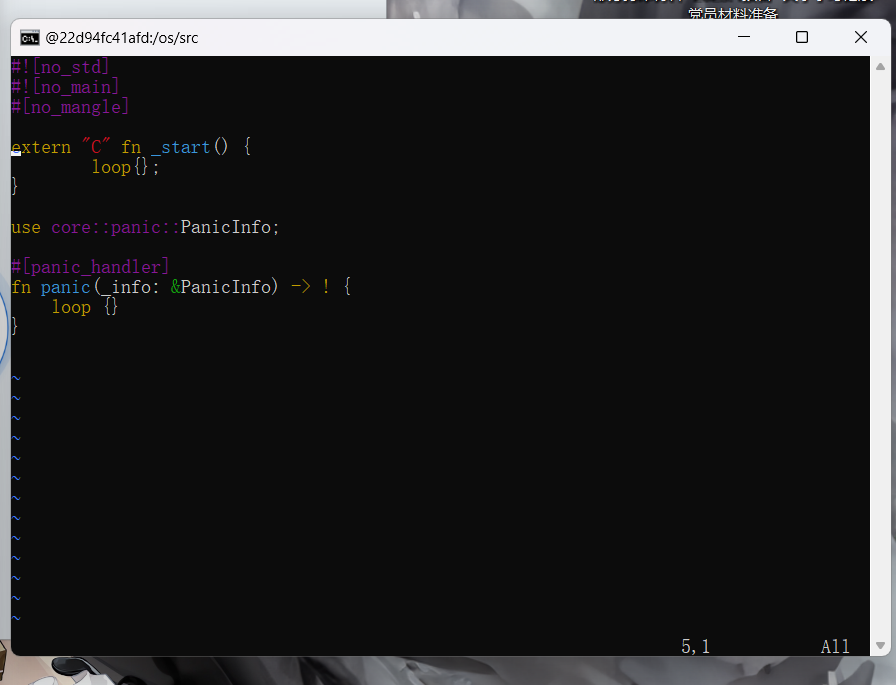 党员材料准备
@22d94fc41afd:/os/src
#![no_std]
#![no_main]
#[no_mangle]
extern "C" fn _start() {
        loop{};
}
use core::panic::PanicInfo;
#[panic_handler]
fn panic(_info: &PanicInfo) -> ! {
    loop {}
}
~
~
~
~
~
~
~
~
~
~
~
~
~
5,1 All